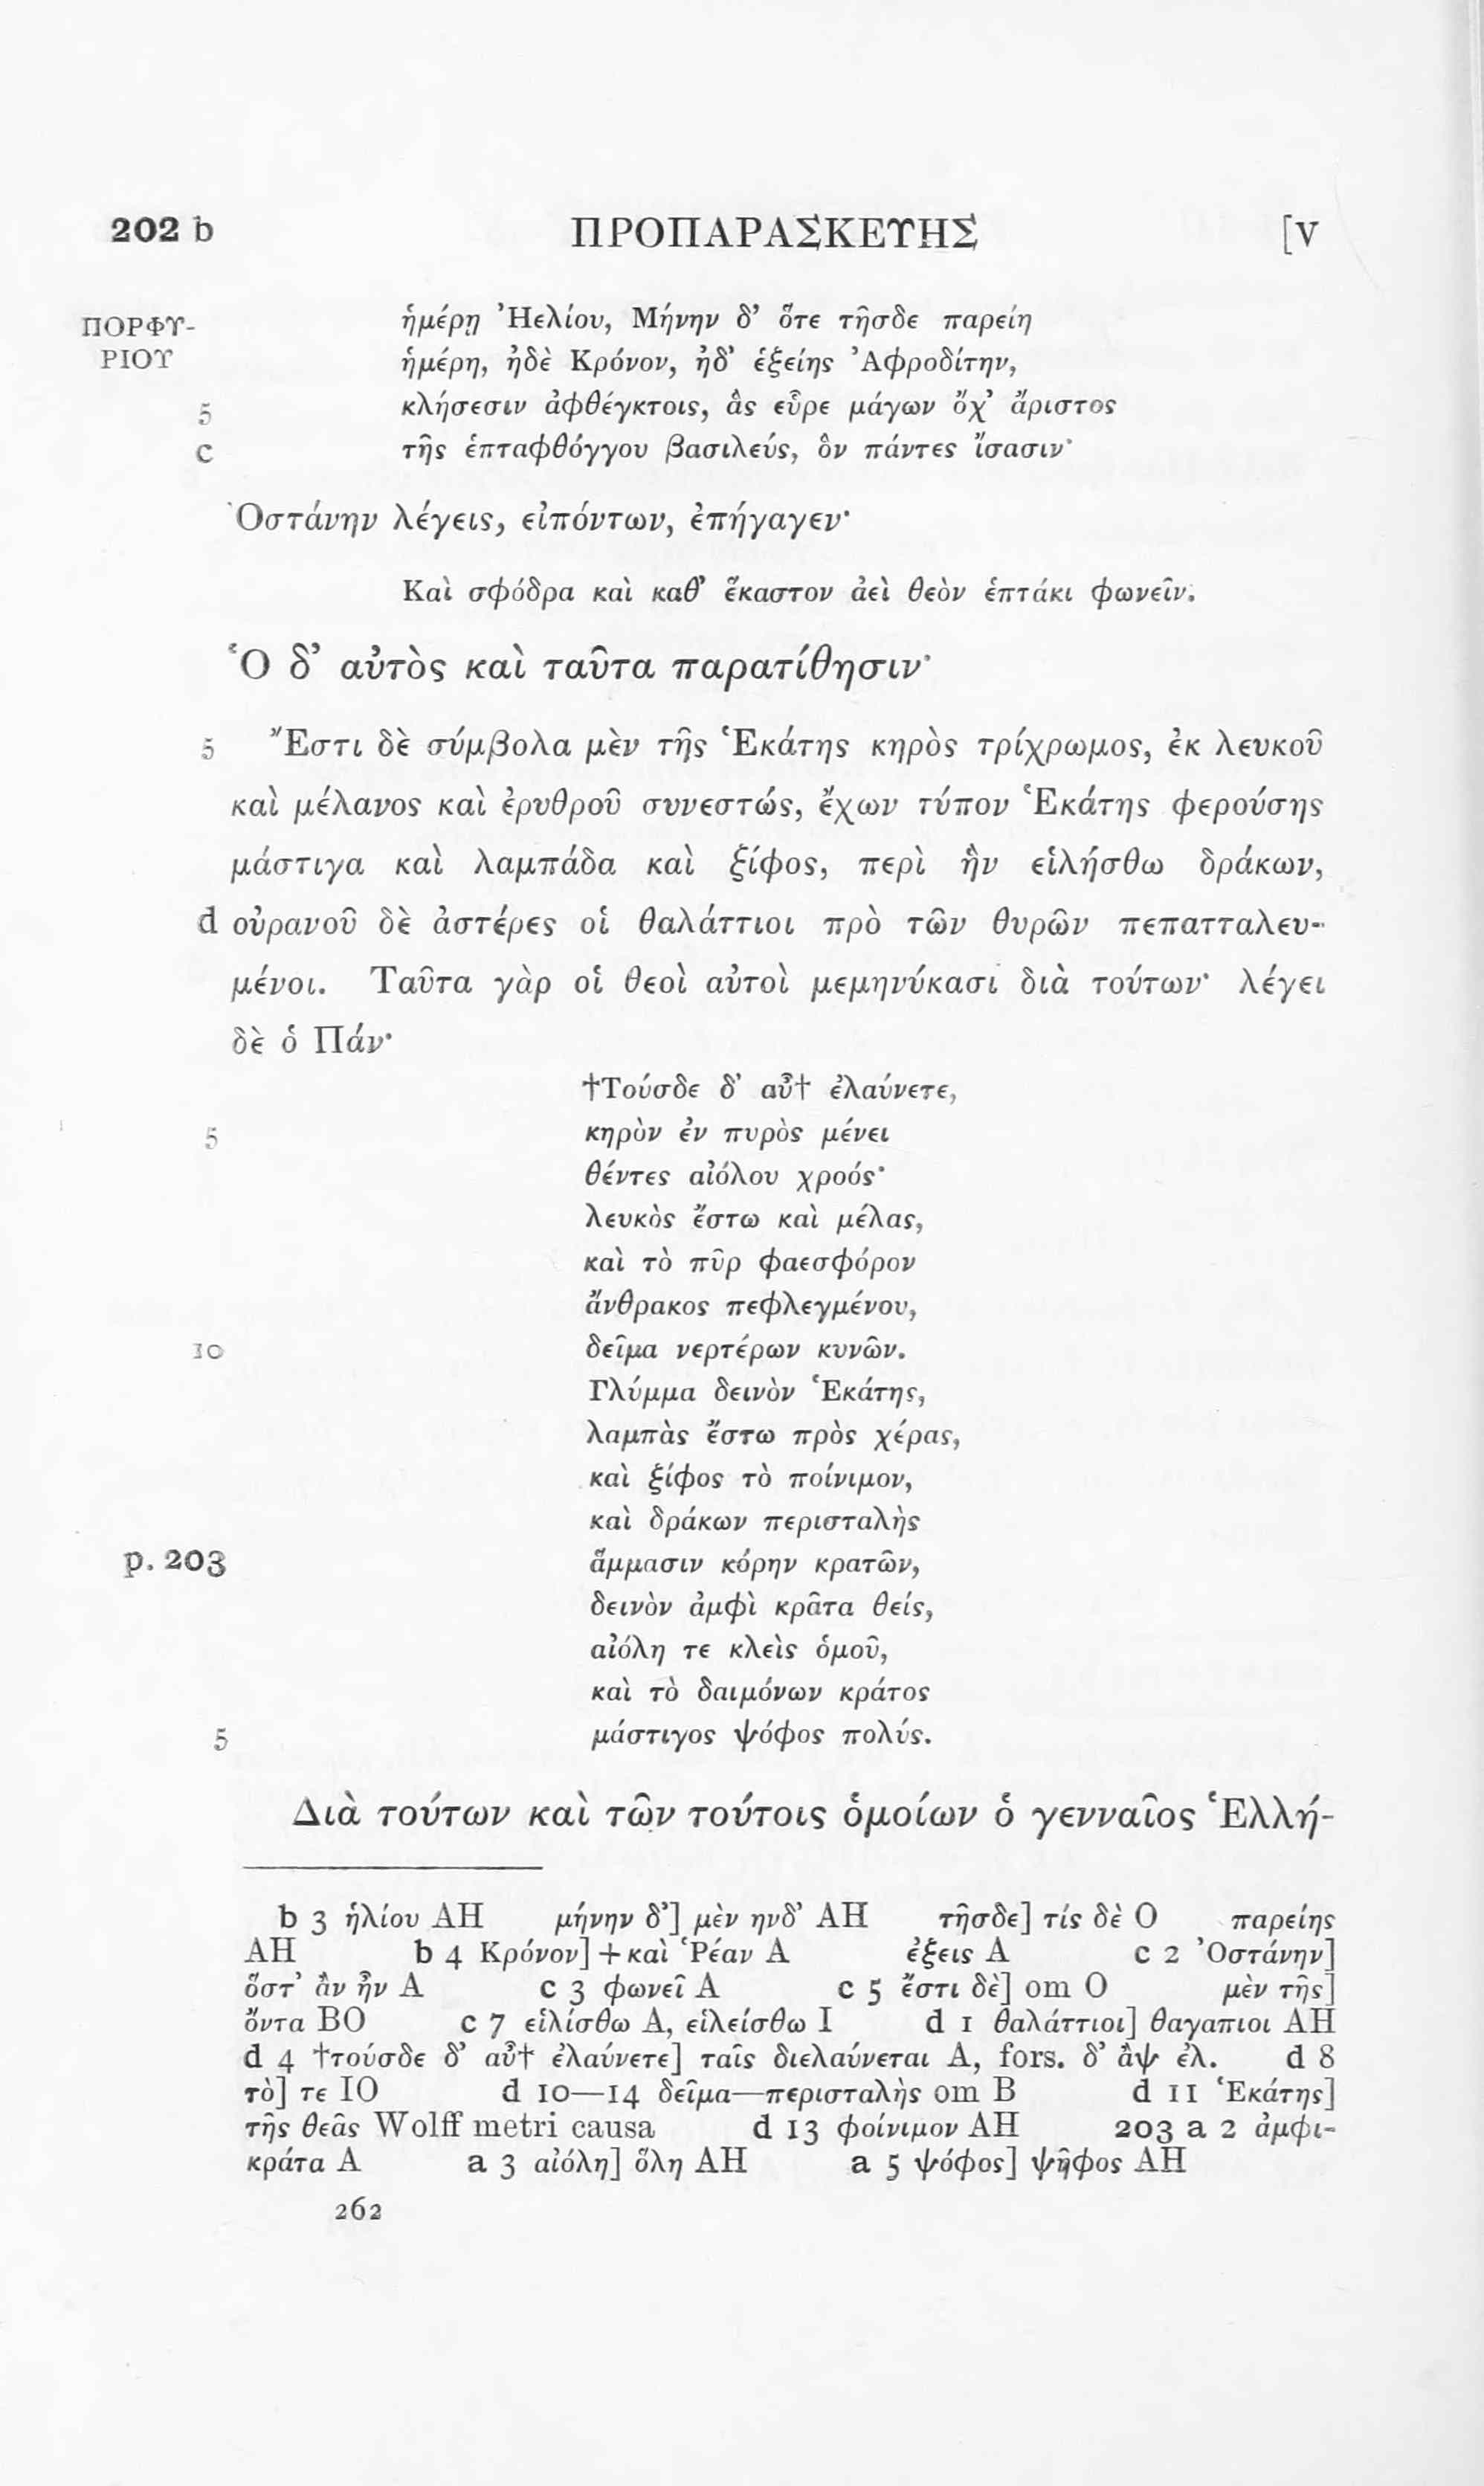 202 b ΠΡΟΠΑΡΑΣΚΕΥΗΣ [V
ΠΟΡΦΥ- ἡμέρῃ Ἠελίου, Μήνην δ’ ὅτε τῆσδε παρείη
ΡΙΟΥ ἡμέρη, ἠδὲ Κρόνον, ἠδ’ ἑξείης Ἀφροδίτην,
5 κλήσεσιν ἀφθέγκτοις, ἃς εὗρε μάγων ὄχ’ ἄριστος
c τῆς ἑπταφθόγγου βασιλεύς, ὃν πάντες ἴσασιν·
Ὀστάνην λέγεις, εἰπόντων, ἐπήγαγεν·
Καὶ σφόδρα καὶ καθ’ ἕκαστον ἀεὶ θεὸν ἑπτάκι φωνεῖν.
Ὁ δ’ αὐτὸς καὶ ταῦτα παρατίθησιν·
5 Ἔστι δὲ σύμβολα μὲν τῆς Ἑκάτης κηρὸς τρίχρωμος, ἐκ λευκοῦ
καὶ μέλανος καὶ ἐρυθροῦ συνεστώς, ἔχων τύπον Ἑκάτης φερούσης
μάστιγα καὶ λαμπάδα καὶ ξίφος, περὶ ἣν εἱλήσθω δράκων,
d οὐρανοῦ δὲ ἀστέρες οἱ θαλάττιοι πρὸ τῶν θυρῶν πεπατταλευ-
μένοι. Ταῦτα γὰρ οἱ θεοὶ αὐτοὶ μεμηνύκασι διὰ τούτων· λέγει
δὲ ὁ Πάν·
†Τούσδε δ’ αὖ† ἐλαύνετε,
5 κηρὸν ἐν πυρὸς μένει
θέντες αἰόλου χροός·
λευκὸς ἔστω καὶ μέλας,
καὶ τὸ πῦρ φαεσφόρον
ἄνθρακος πεφλεγμένου,
10 δεῖμα νερτέρων κυνῶν.
Γλύμμα δεινὸν Ἑκάτης,
λαμπὰς ἔστω πρὸς χέρας,
καὶ ξίφος τὸ ποίνιμον,
καὶ δράκων περισταλὴς
p. 203 ἅμμασιν κόρην κρατῶν,
δεινὸν ἀμφὶ κρᾶτα θείς,
αἰόλη τε κλεὶς ὁμοῦ,
καὶ τὸ δαιμόνων κράτος
5 μάστιγος ψόφος πολύς.
Διὰ τούτων καὶ τῶν τούτοις ὁμοίων ὁ γενναῖος Ἑλλή-
b 3 ἡλίου AH μήνην δ’] μὲν ηνδ’ AH τῆσδε] τίς δὲ O παρείης
AH b 4 Κρόνον] + καὶ Ῥέαν A ἐξεις A c 2 Ὀστάνην]
ὅστ’ ἂν ἦν A c 3 φωνεῖ A c 5 ἔστι δὲ] om O μὲν τῆς]
ὄντα BO c 7 εἱλίσθω A, εἱλείσθω I d 1 θαλάττιοι] θαγαπιοι AH
d 4 †τούσδε δ’ αὖ† ἐλαύνετε] ταῖς διελαύνεται A, fors. δ’ ἂψ ἐλ. d 8
τὸ] τε IO d 10—14 δεῖμα—περισταλὴς om B d 11 Ἑκάτης]
τῆς θεᾶς Wolff metri causa d 13 φοίνιμον AH 203 a 2 ἀμφι-
κράτα A a 3 αἰόλη] ὅλη AH a 5 ψόφος] ψῆφος AH
262